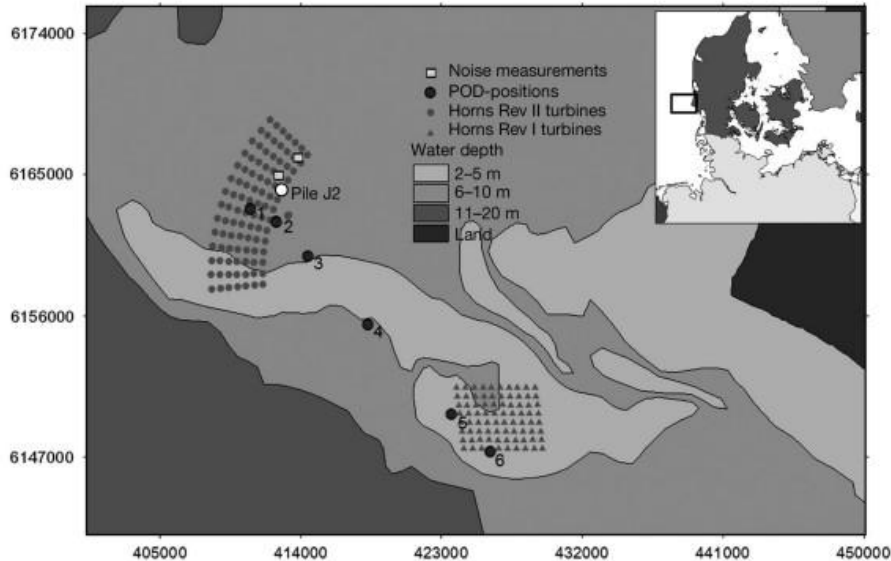 6174000
6165000
6156000
6147000
405000 414000 423000 432000 441000 450000
Noise measurements
POD-positions
Horns Rev II turbines
Horns Rev I turbines
Water depth
2–5 m
6–10 m
11–20 m
Land
Pile J2
1
2
3
4
5
6